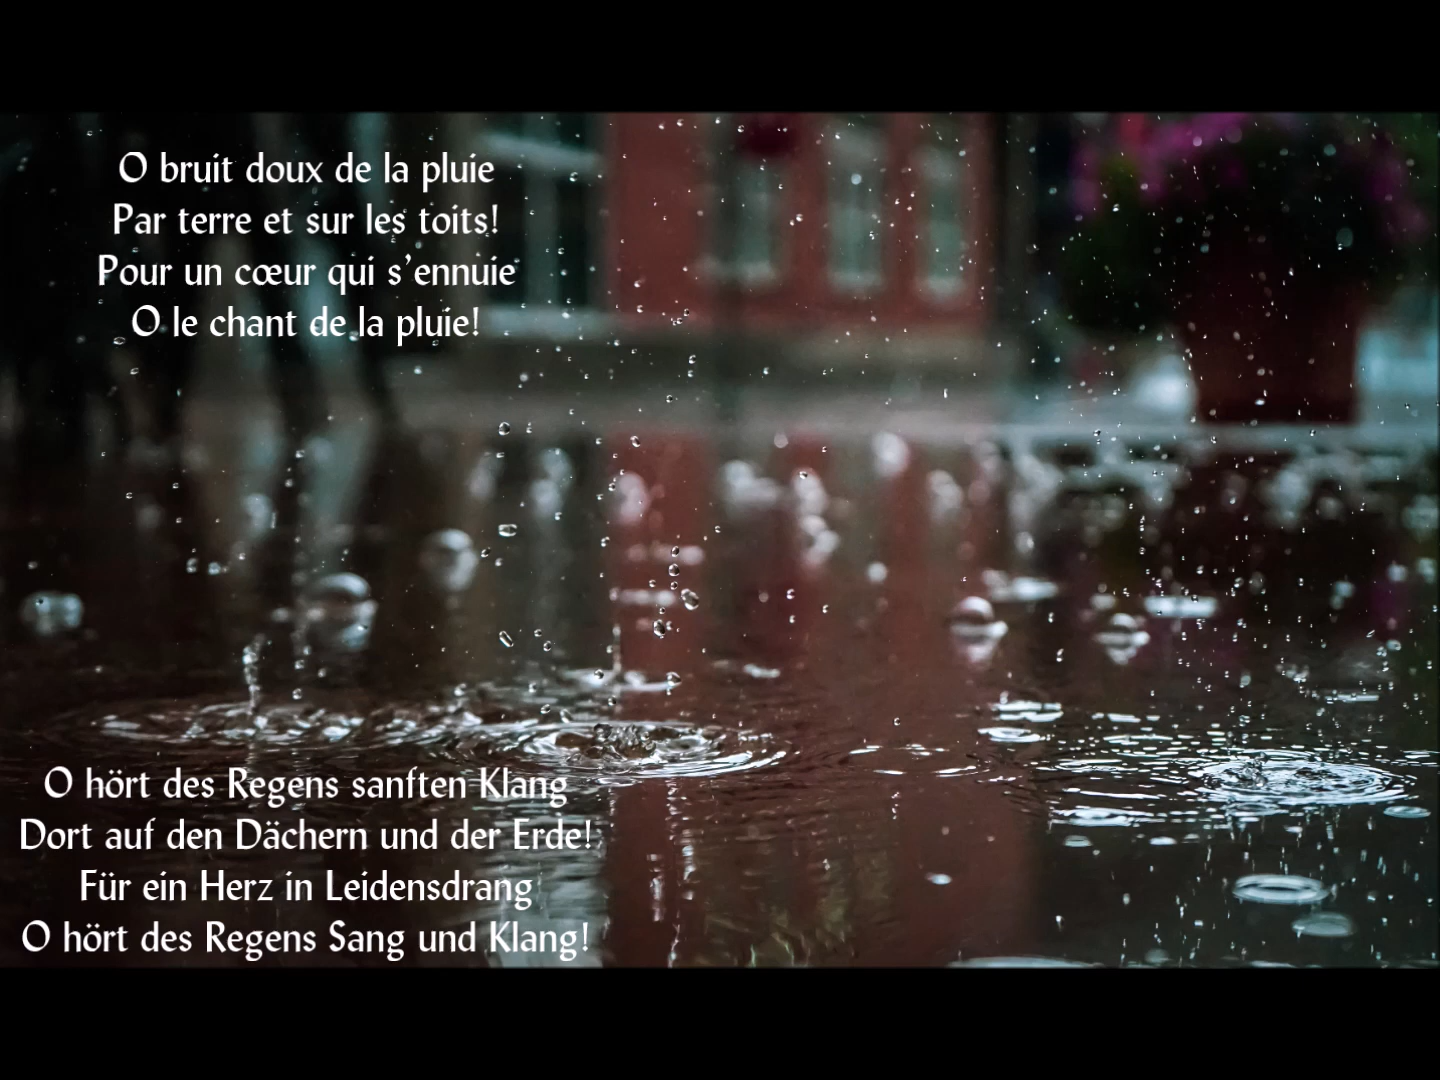 O bruit doux de la pluie
Par terre et sur les toits!
Pour un cœur qui s’ennuie
O le chant de la pluie!
O hört des Regens sanften Klang
Dort auf den Dächern und der Erde!
Für ein Herz in Leidensdrang
O hört des Regens Sang und Klang!